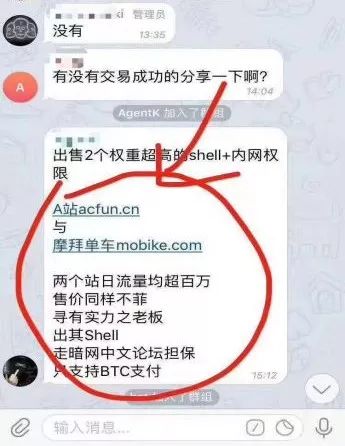 ki 管理员
没有
13:35
有没有交易成功的分享一下啊?
A
14:04
AgentK 加入了群组
出售2个权重超高的shell+内网权
限
A站acfun.cn
与
摩拜单车mobike.com
两个站日流量均超百万
售价同样不菲
寻有实力之老板
出其Shell
走暗网中文论坛担保
只支持BTC支付
15:12
加入了群组
输入消息...